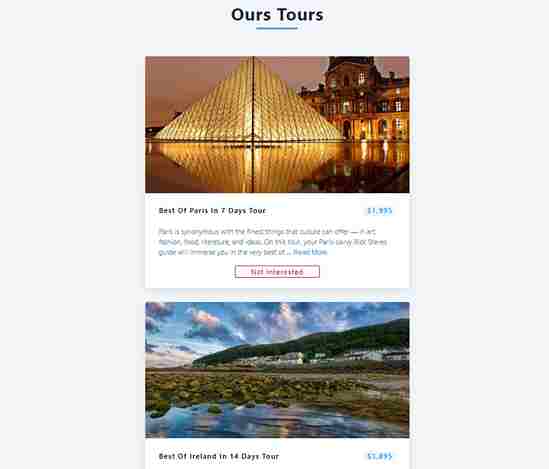 Ours Tours
Best Of Paris In 7 Days Tour
$1,995
Paris is synonymous with the finest things that culture can offer — in art,
fashion, food, literature, and ideas. On this tour, your Paris-savvy Rick Steves
guide will immerse you in the very best of ... Read More
Not Interested
Best Of Ireland In 14 Days Tour
$3,895